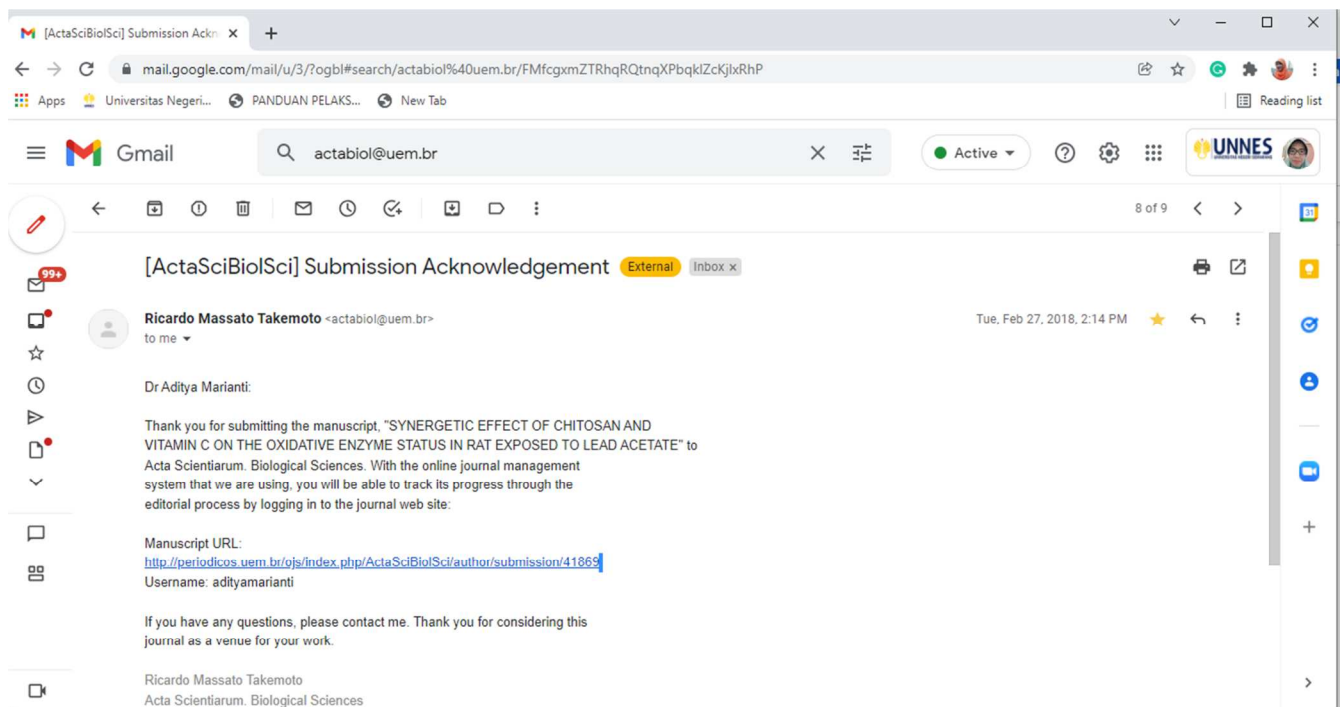 [ActaSciBiolSci] Submission Ackn
mail.google.com/mail/u/3/?ogbl#search/actabiol%40uem.br/FMfcgxmZTRhqRQtnqXPbqklZcKjlxRhP
Apps Universitas Negeri... PANDUAN PELAKS... New Tab Reading list
Gmail actabiol@uem.br Active UNNES
8 of 9
31
99+
[ActaSciBiolSci] Submission Acknowledgement External Inbox x
Ricardo Massato Takemoto <actabiol@uem.br> Tue, Feb 27, 2018, 2:14 PM
to me
Dr Aditya Marianti:
Thank you for submitting the manuscript, "SYNERGETIC EFFECT OF CHITOSAN AND
VITAMIN C ON THE OXIDATIVE ENZYME STATUS IN RAT EXPOSED TO LEAD ACETATE" to
Acta Scientiarum. Biological Sciences. With the online journal management
system that we are using, you will be able to track its progress through the
editorial process by logging in to the journal web site:
Manuscript URL:
http://periodicos.uem.br/ojs/index.php/ActaSciBiolSci/author/submission/41869
Username: adityamarianti
If you have any questions, please contact me. Thank you for considering this
journal as a venue for your work.
Ricardo Massato Takemoto
Acta Scientiarum. Biological Sciences